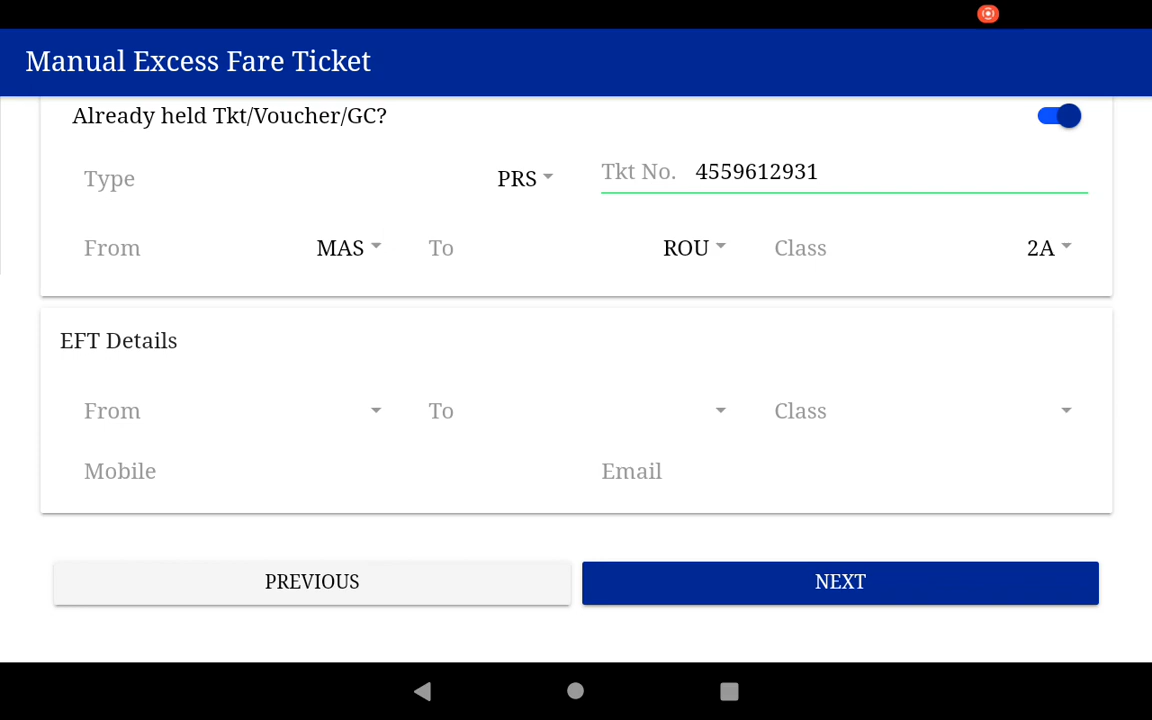 Manual Excess Fare Ticket
Already held Tkt/Voucher/GC?
Type PRS Tkt No. 4559612931
From MAS To ROU Class 2A
EFT Details
From To Class
Mobile Email
PREVIOUS NEXT